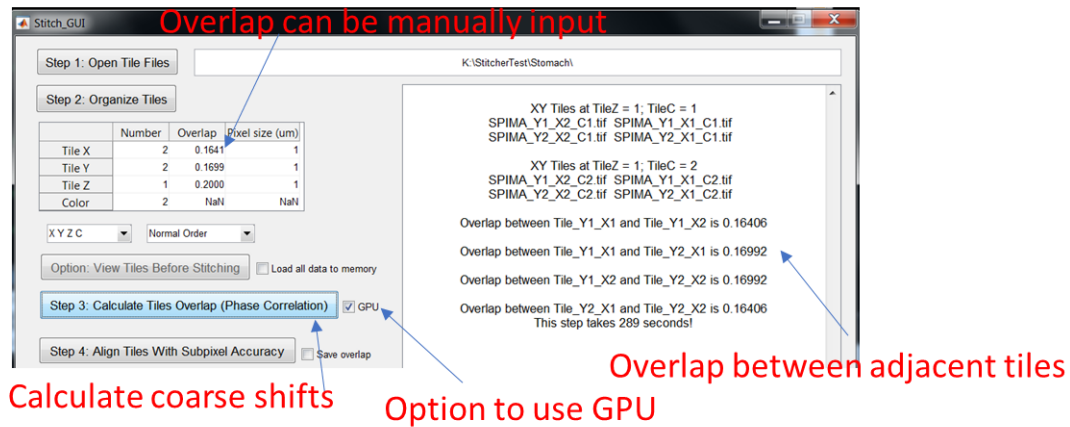 Stitch_GUI
Overlap can be manually input
Step 1: Open Tile Files
K:\StitcherTest\Stomach\
Step 2: Organize Tiles
Number Overlap Pixel size (um)
Tile X 2 0.1641 1
Tile Y 2 0.1699 1
Tile Z 1 0.2000 1
Color 2 NaN NaN
X Y Z C Normal Order
Option: View Tiles Before Stitching Load all data to memory
Step 3: Calculate Tiles Overlap (Phase Correlation) GPU
Step 4: Align Tiles With Subpixel Accuracy Save overlap
XY Tiles at TileZ = 1; TileC = 1
SPIMA_Y1_X2_C1.tif SPIMA_Y1_X1_C1.tif
SPIMA_Y2_X2_C1.tif SPIMA_Y2_X1_C1.tif
XY Tiles at TileZ = 1; TileC = 2
SPIMA_Y1_X2_C2.tif SPIMA_Y1_X1_C2.tif
SPIMA_Y2_X2_C2.tif SPIMA_Y2_X1_C2.tif
Overlap between Tile_Y1_X1 and Tile_Y1_X2 is 0.16406
Overlap between Tile_Y1_X1 and Tile_Y2_X1 is 0.16992
Overlap between Tile_Y1_X2 and Tile_Y2_X2 is 0.16992
Overlap between Tile_Y2_X1 and Tile_Y2_X2 is 0.16406
This step takes 289 seconds!
Overlap between adjacent tiles
Calculate coarse shifts
Option to use GPU